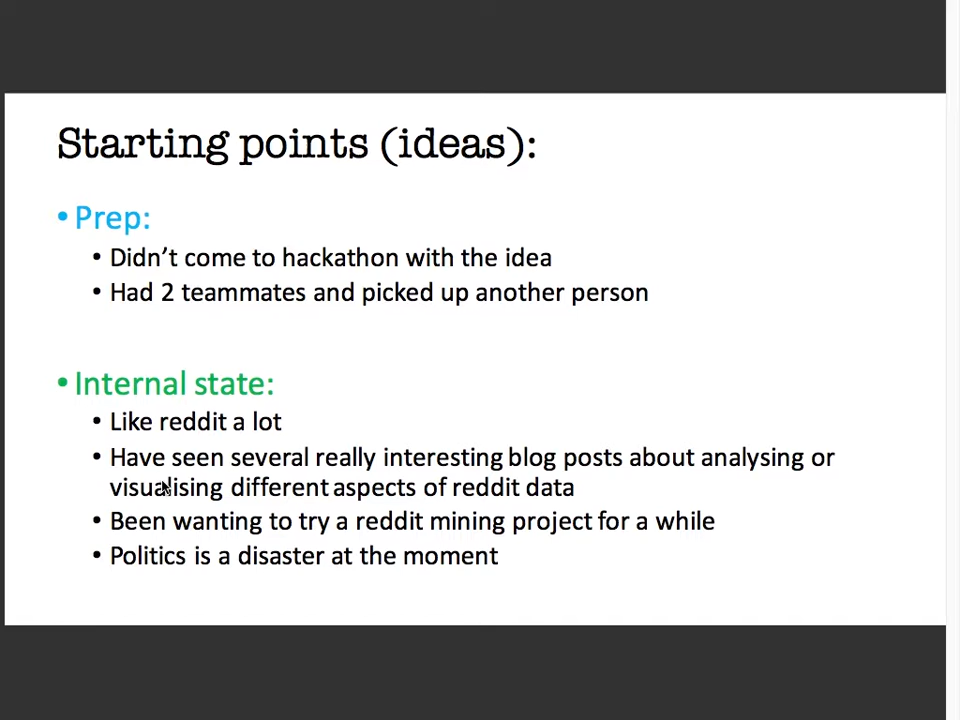 Starting points (ideas):
• Prep:
• Didn't come to hackathon with the idea
• Had 2 teammates and picked up another person
• Internal state:
• Like reddit a lot
• Have seen several really interesting blog posts about analysing or
visualising different aspects of reddit data
• Been wanting to try a reddit mining project for a while
• Politics is a disaster at the moment